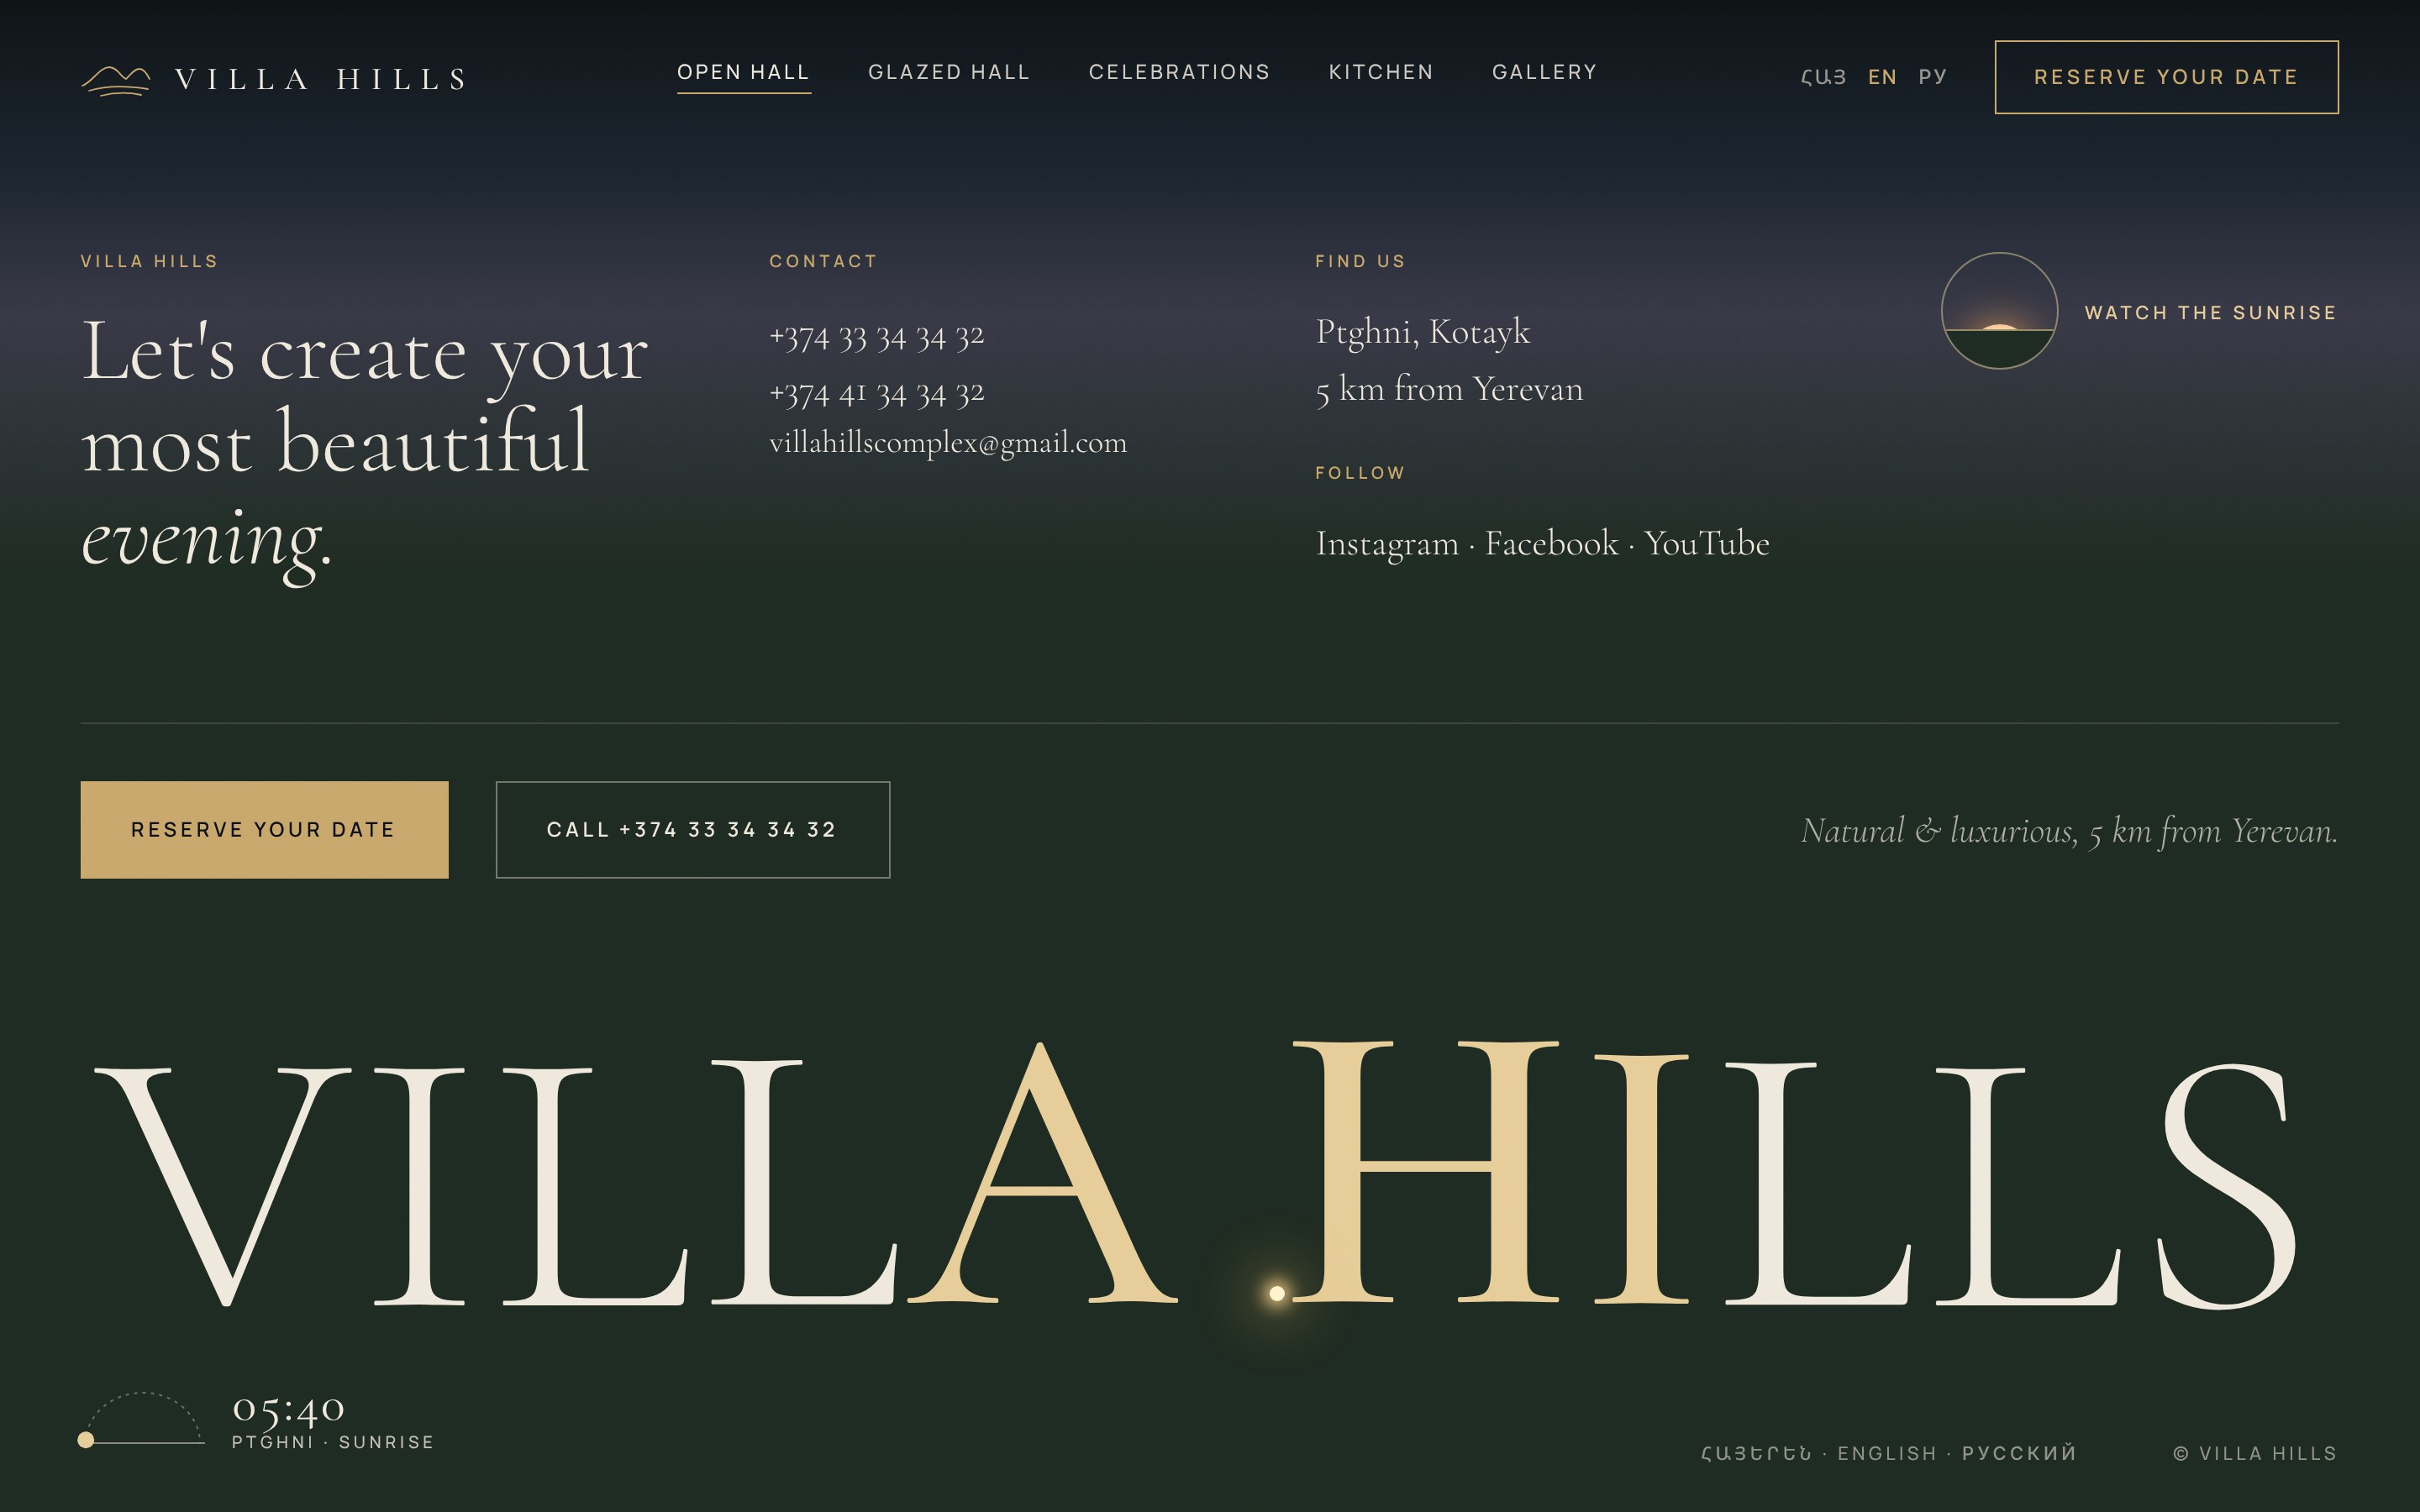 VILLA HILLS
OPEN HALL
GLAZED HALL
CELEBRATIONS
KITCHEN
GALLERY
ՀԱՅ EN РУ
RESERVE YOUR DATE
VILLA HILLS
Let's create your
most beautiful
evening.
CONTACT
+374 33 34 34 32
+374 41 34 34 32
villahillscomplex@gmail.com
FIND US
Ptghni, Kotayk
5 km from Yerevan
FOLLOW
Instagram · Facebook · YouTube
WATCH THE SUNRISE
RESERVE YOUR DATE
CALL +374 33 34 34 32
Natural & luxurious, 5 km from Yerevan.
VILLA HILLS
05:40
PTGHNI · SUNRISE
ՀԱՅԵՐԵՆ · ENGLISH · РУССКИЙ
© VILLA HILLS